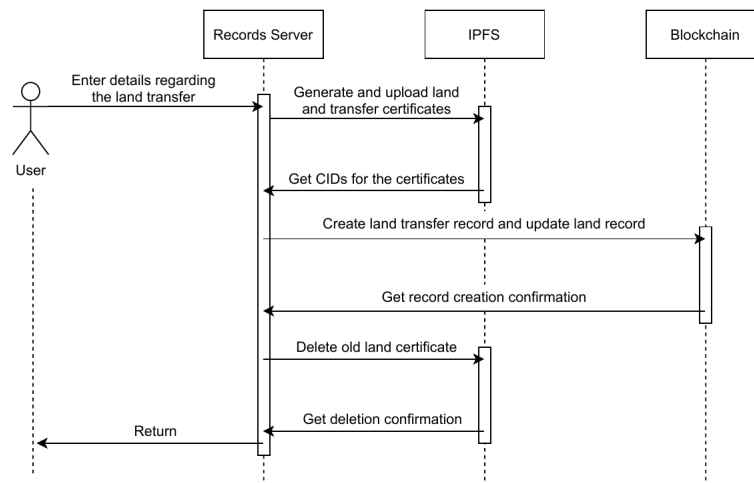 Records Server
IPFS
Blockchain
Enter details regarding
the land transfer
Generate and upload land
and transfer certificates
User
Get CIDs for the certificates
Create land transfer record and update land record
Get record creation confirmation
Delete old land certificate
Get deletion confirmation
Return